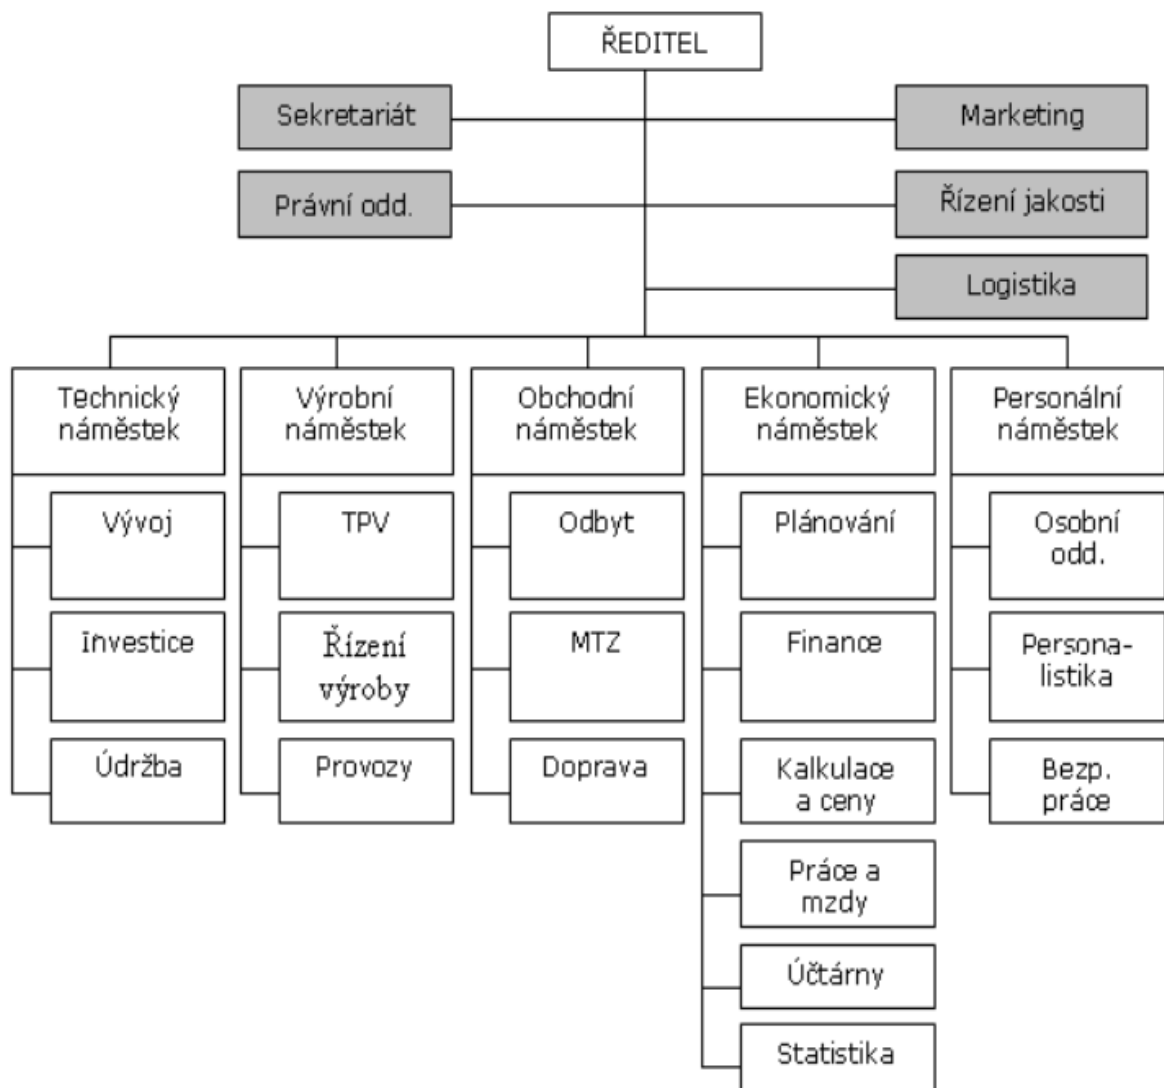 ŘEDITEL
Sekretariát
Marketing
Právní odd.
Řízení jakosti
Logistika
Technický
náměstek
Výrobní
náměstek
Obchodní
náměstek
Ekonomický
náměstek
Personální
náměstek
Vývoj
TPV
Odbyt
Plánování
Osobní
odd.
Investice
Řízení
výroby
MTZ
Finance
Persona-
listika
Údržba
Provozy
Doprava
Kalkulace
a ceny
Bezp.
práce
Práce a
mzdy
Účtárny
Statistika